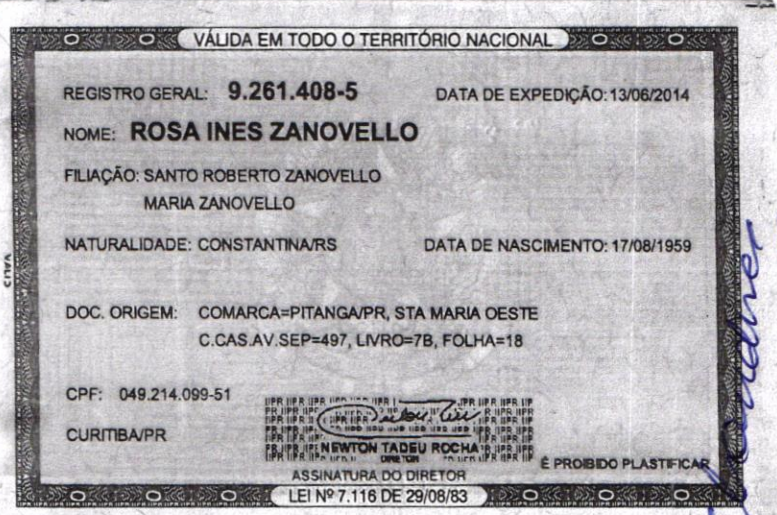 VÁLIDA EM TODO O TERRITÓRIO NACIONAL
REGISTRO GERAL: 9.261.408-5 DATA DE EXPEDIÇÃO: 13/06/2014
NOME: ROSA INES ZANOVELLO
FILIAÇÃO: SANTO ROBERTO ZANOVELLO
MARIA ZANOVELLO
NATURALIDADE: CONSTANTINA/RS DATA DE NASCIMENTO: 17/08/1959
DOC. ORIGEM: COMARCA=PITANGA/PR, STA MARIA OESTE
C.CAS.AV.SEP=497, LIVRO=7B, FOLHA=18
CPF: 049.214.099-51
CURITIBA/PR
NEWTON TADEU ROCHA
DIRETOR
É PROIBIDO PLASTIFICAR
ASSINATURA DO DIRETOR
LEI Nº 7.116 DE 29/08/83